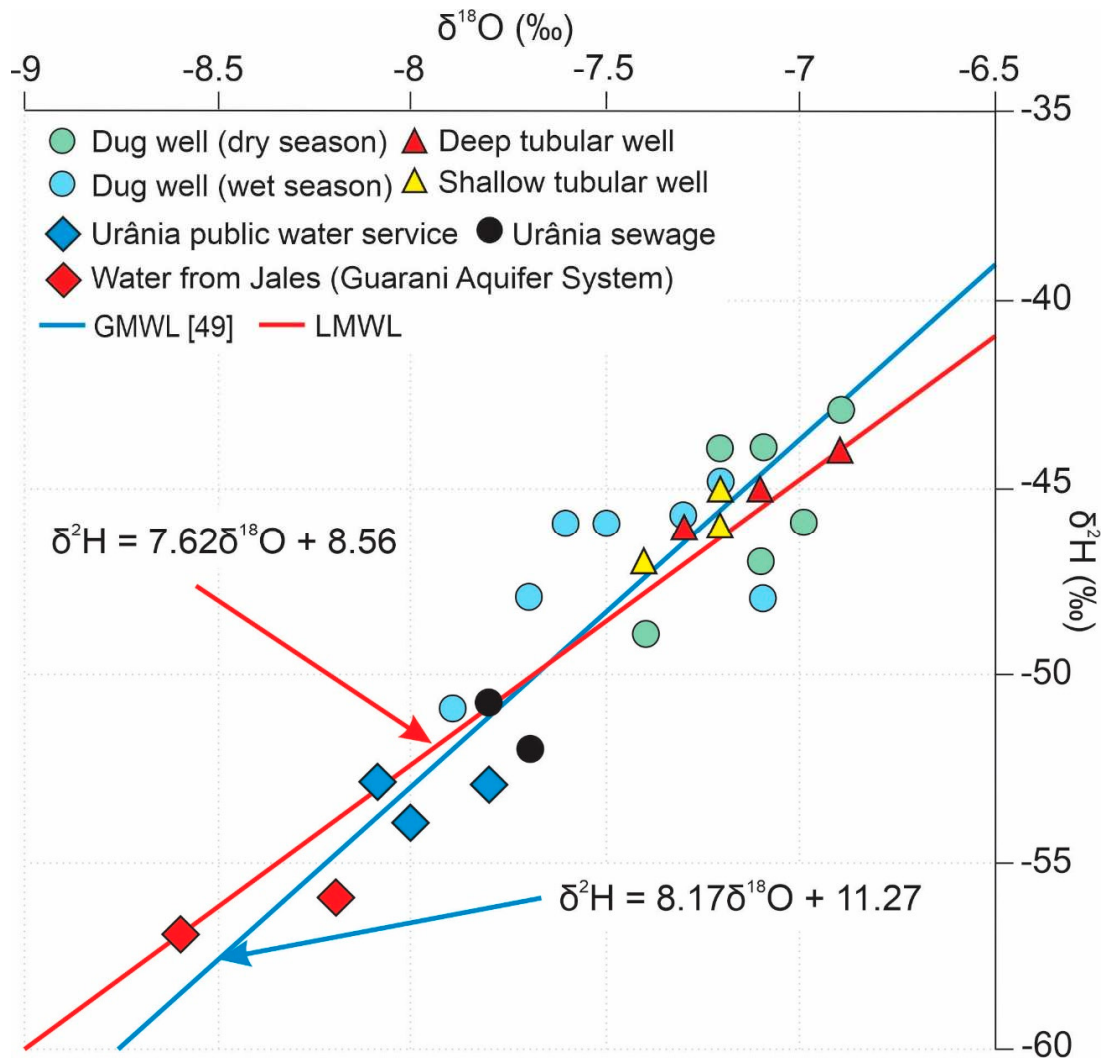 δ¹⁸O (‰)
-9 -8.5 -8 -7.5 -7 -6.5
Dug well (dry season) Deep tubular well
Dug well (wet season) Shallow tubular well
Urânia public water service Urânia sewage
Water from Jales (Guarani Aquifer System)
GMWL [49] LMWL
δ²H = 7.62δ¹⁸O + 8.56
δ²H = 8.17δ¹⁸O + 11.27
-35
-40
-45
-50
-55
-60
δ²H (‰)